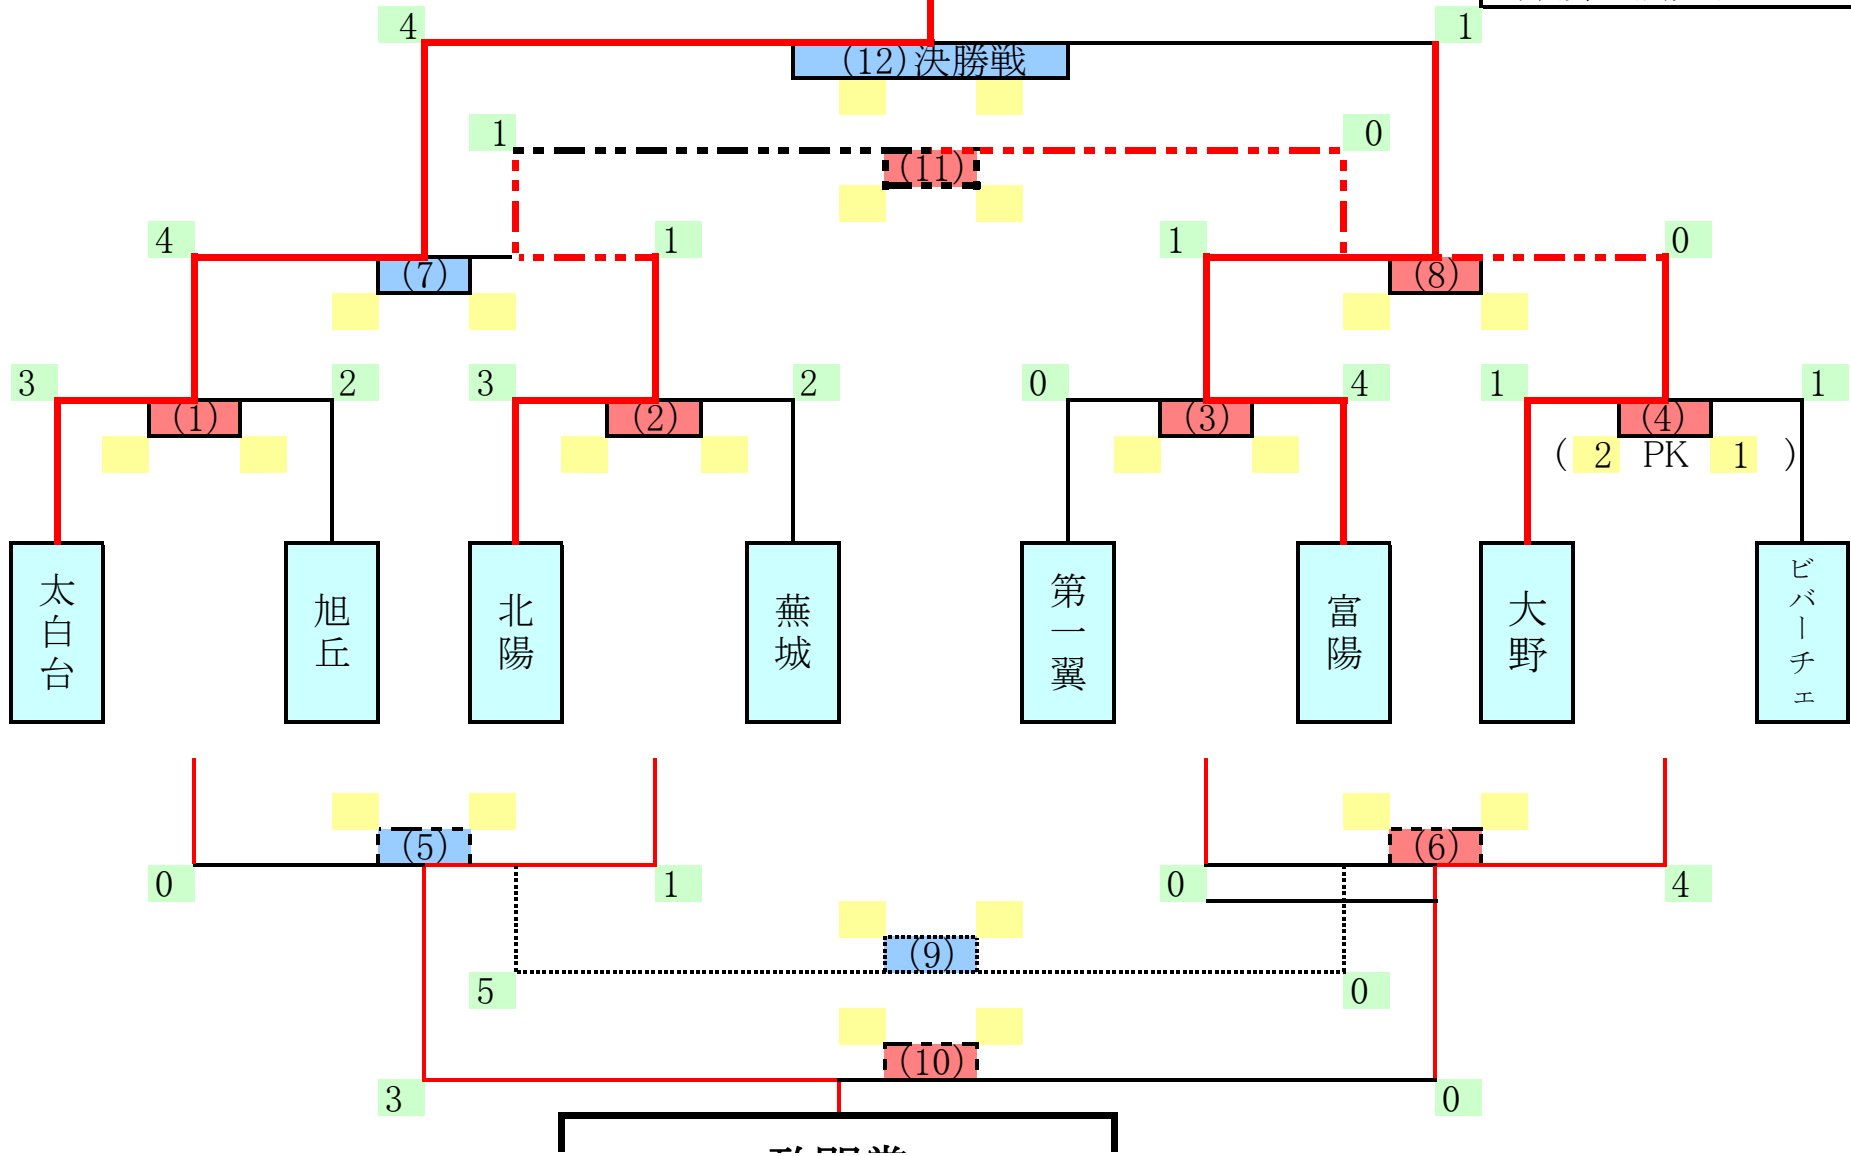 4 1
(12)決勝戦
1 0
(11)
4 1 1 0
(7) (8)
3 2 3 2 0 4 1 1
(1) (2) (3) (4)
( 2 PK 1 )
太白台
旭丘
北陽
蕪城
第一翼
富陽
大野
ビバーチェ
(5) (6)
0 1 0 4
(9)
5 0
(10)
3 0